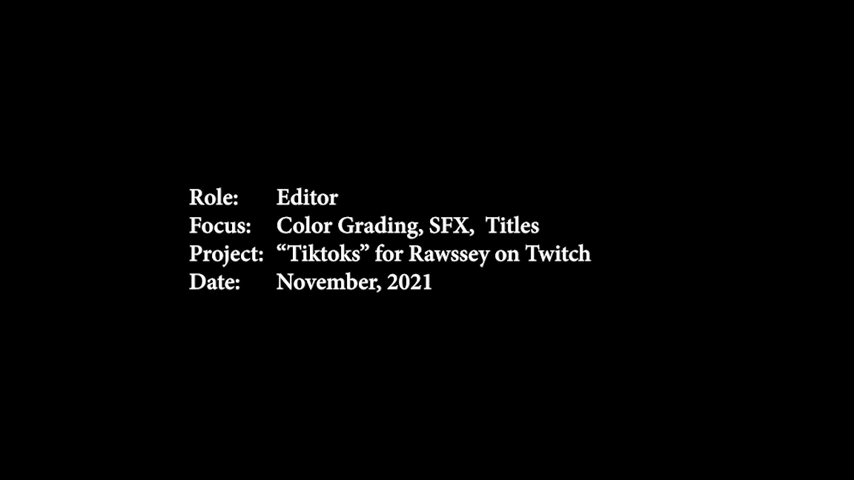 Role: Editor
Focus: Color Grading, SFX, Titles
Project: “Tiktoks” for Rawssey on Twitch
Date: November, 2021